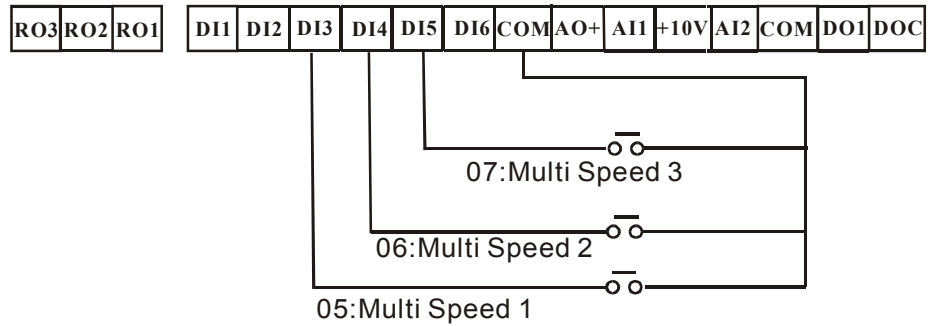 RO3 RO2 RO1 DI1 DI2 DI3 DI4 DI5 DI6 COM AO+ AI1 +10V AI2 COM DO1 DOC
07:Multi Speed 3
06:Multi Speed 2
05:Multi Speed 1